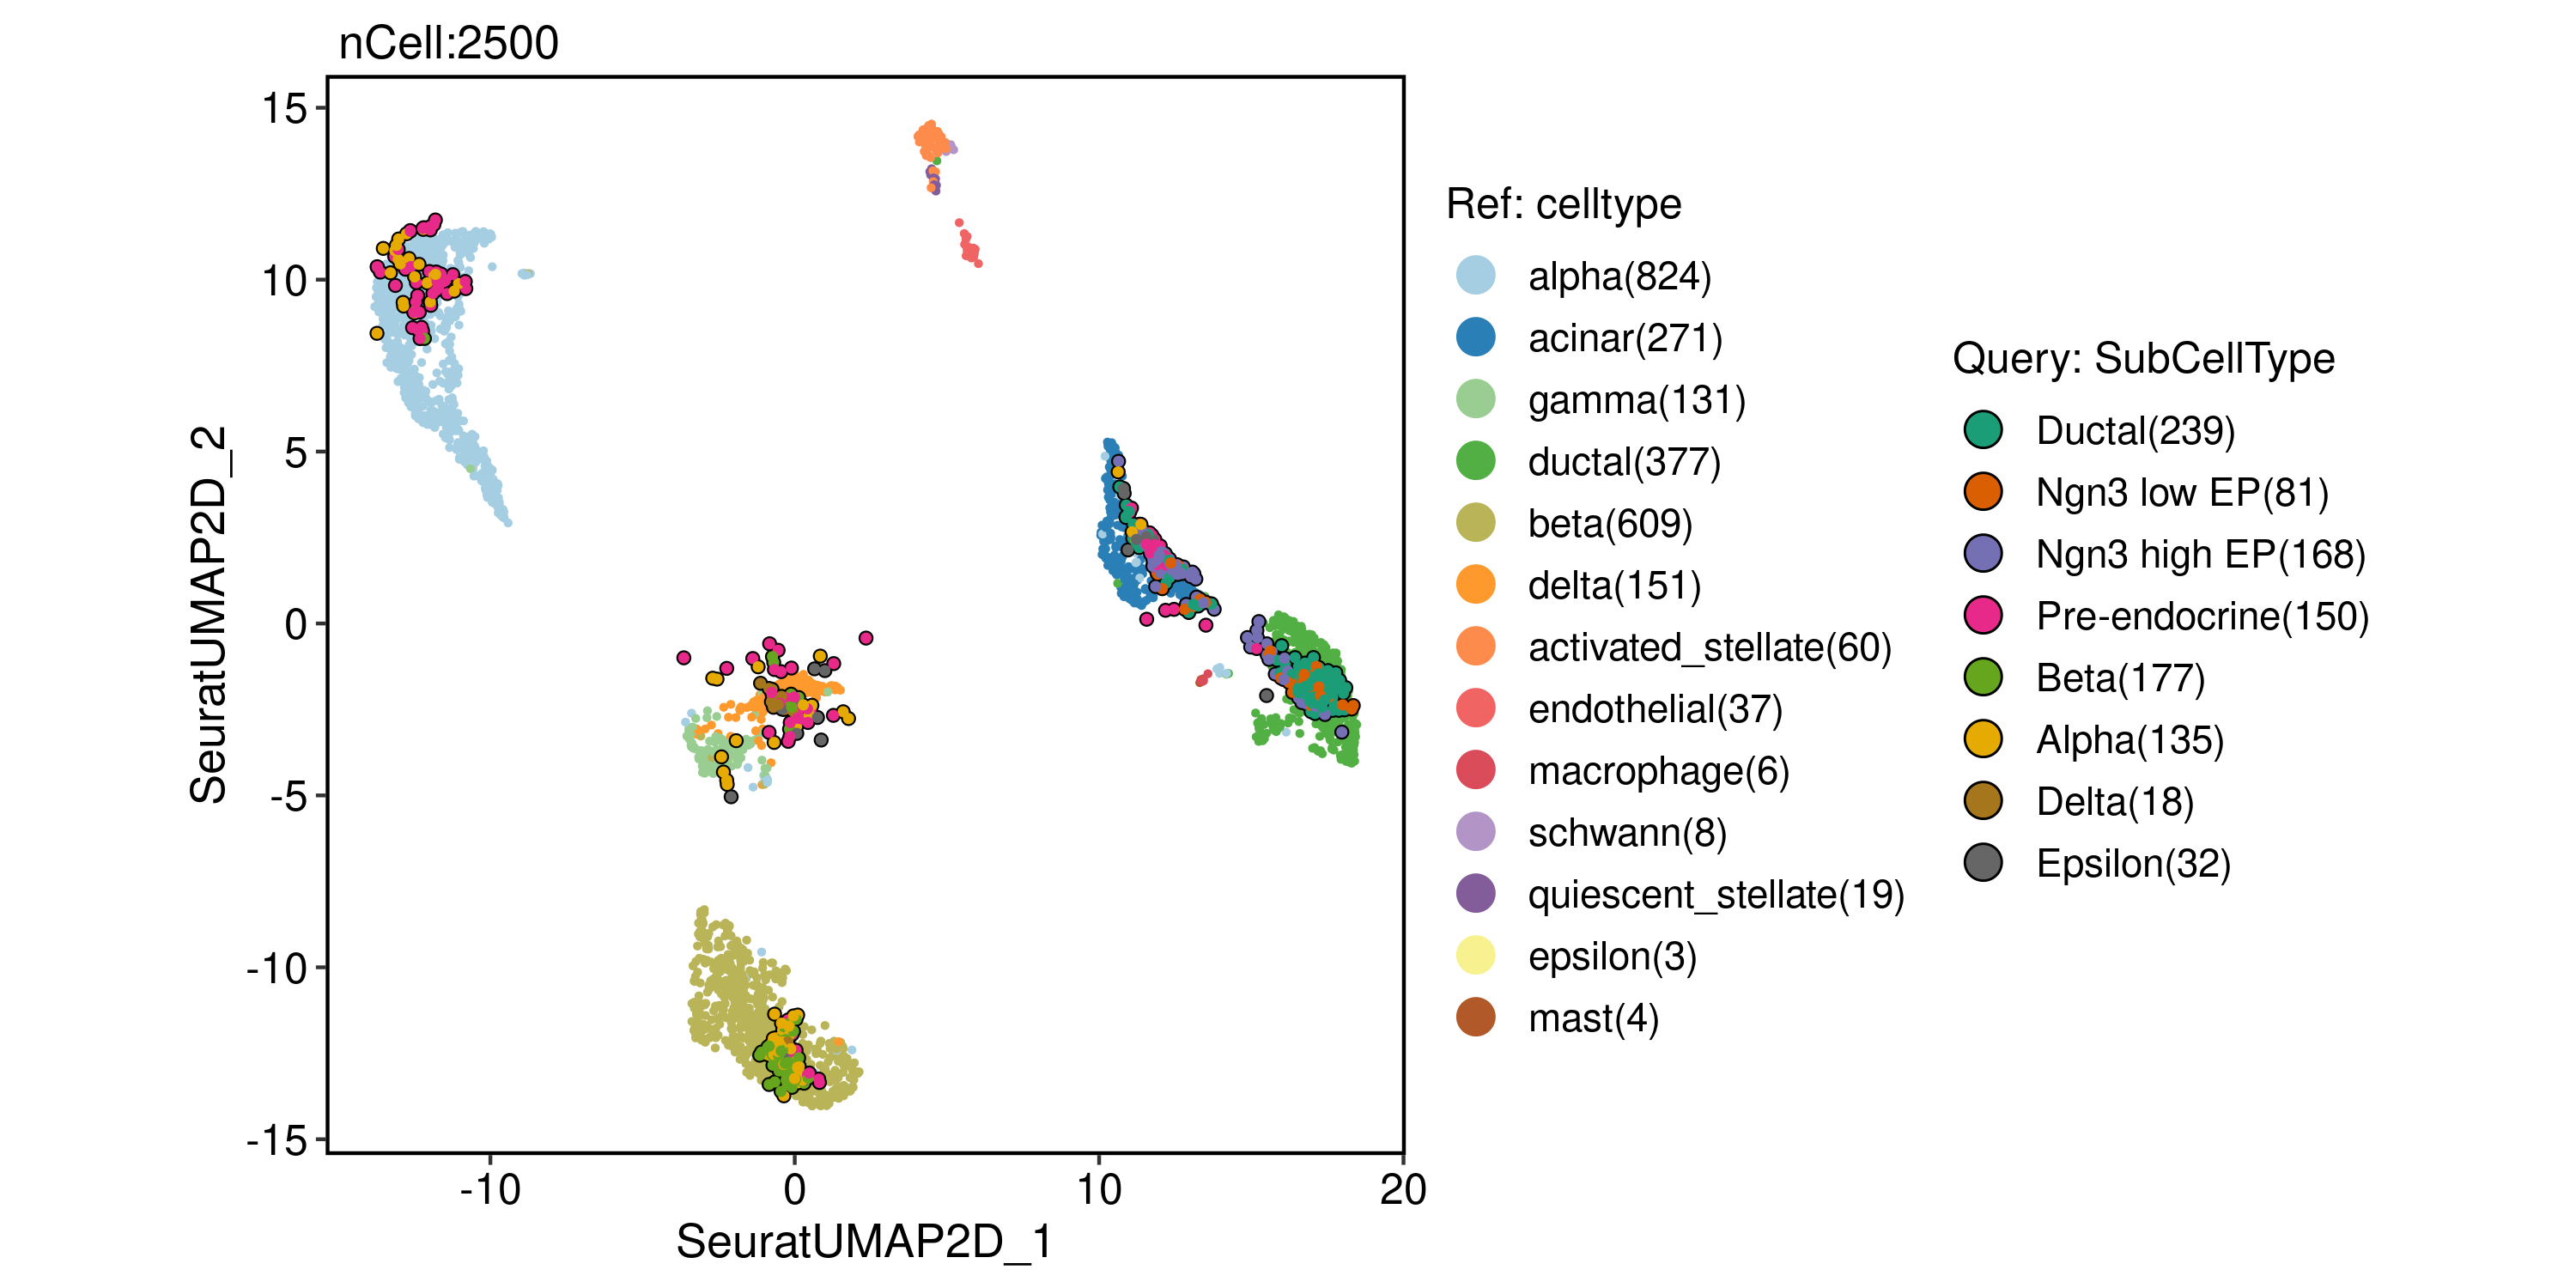 nCell:2500
15
10
5
0
-5
-10
-15
SeuratUMAP2D_2
-10
0
10
20
SeuratUMAP2D_1
Ref: celltype
alpha(824)
acinar(271)
gamma(131)
ductal(377)
beta(609)
delta(151)
activated_stellate(60)
endothelial(37)
macrophage(6)
schwann(8)
quiescent_stellate(19)
epsilon(3)
mast(4)
Query: SubCellType
Ductal(239)
Ngn3 low EP(81)
Ngn3 high EP(168)
Pre-endocrine(150)
Beta(177)
Alpha(135)
Delta(18)
Epsilon(32)